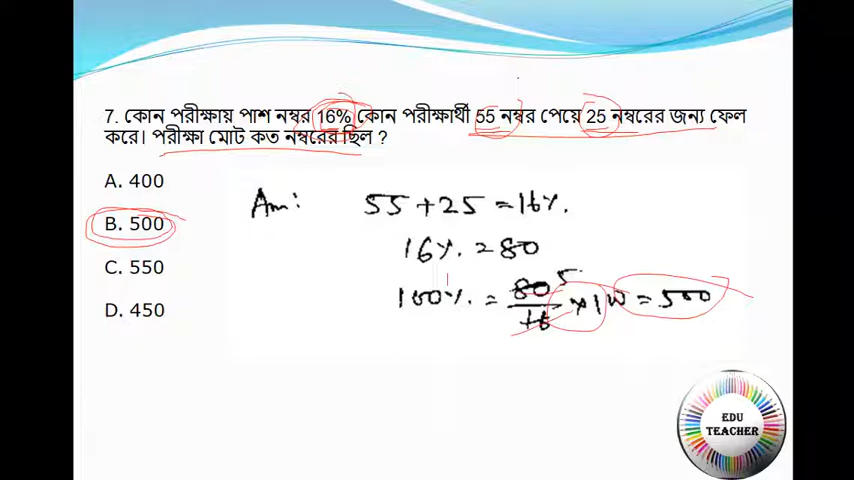 7. কোন পরীক্ষায় পাশ নম্বর 16% কোন পরীক্ষার্থী 55 নম্বর পেয়ে 25 নম্বরের জন্য ফেল
করে। পরীক্ষা মোট কত নম্বরের ছিল ?
A. 400
B. 500
C. 550
D. 450
Ans: 55 + 25 = 16%.
16%. = 80
100%. = 80/16 5 × 100 = 500
EDU
TEACHER